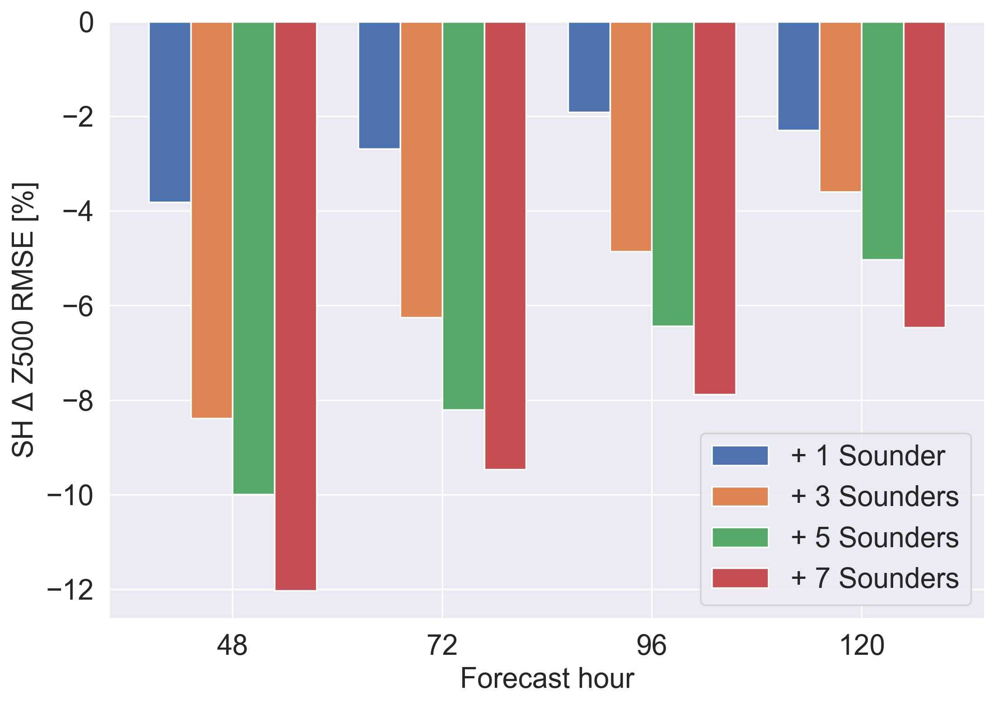 SH Δ Z500 RMSE [%]
0
−2
−4
−6
−8
−10
−12
48 72 96 120
Forecast hour
+ 1 Sounder
+ 3 Sounders
+ 5 Sounders
+ 7 Sounders